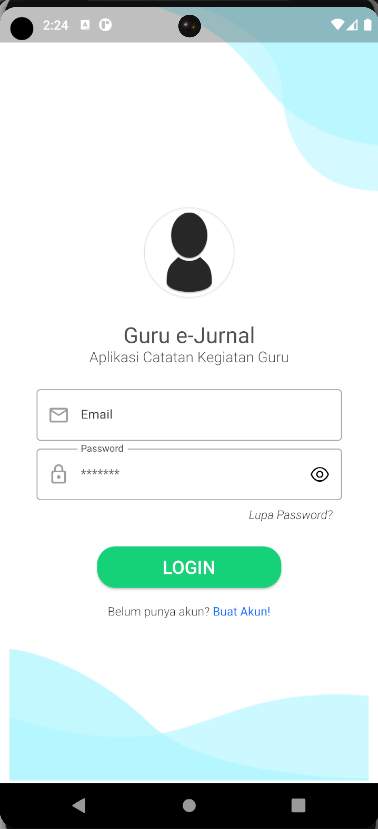 2:24
Guru e-Jurnal
Aplikasi Catatan Kegiatan Guru
Email
Password
*******
Lupa Password?
LOGIN
Belum punya akun? Buat Akun!